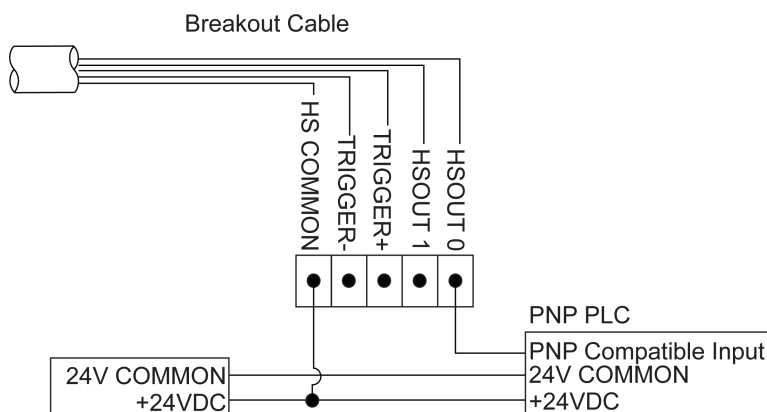 Breakout Cable
HS COMMON
TRIGGER-
TRIGGER+
HSOUT 1
HSOUT 0
PNP PLC
PNP Compatible Input
24V COMMON
24V COMMON
+24VDC
+24VDC